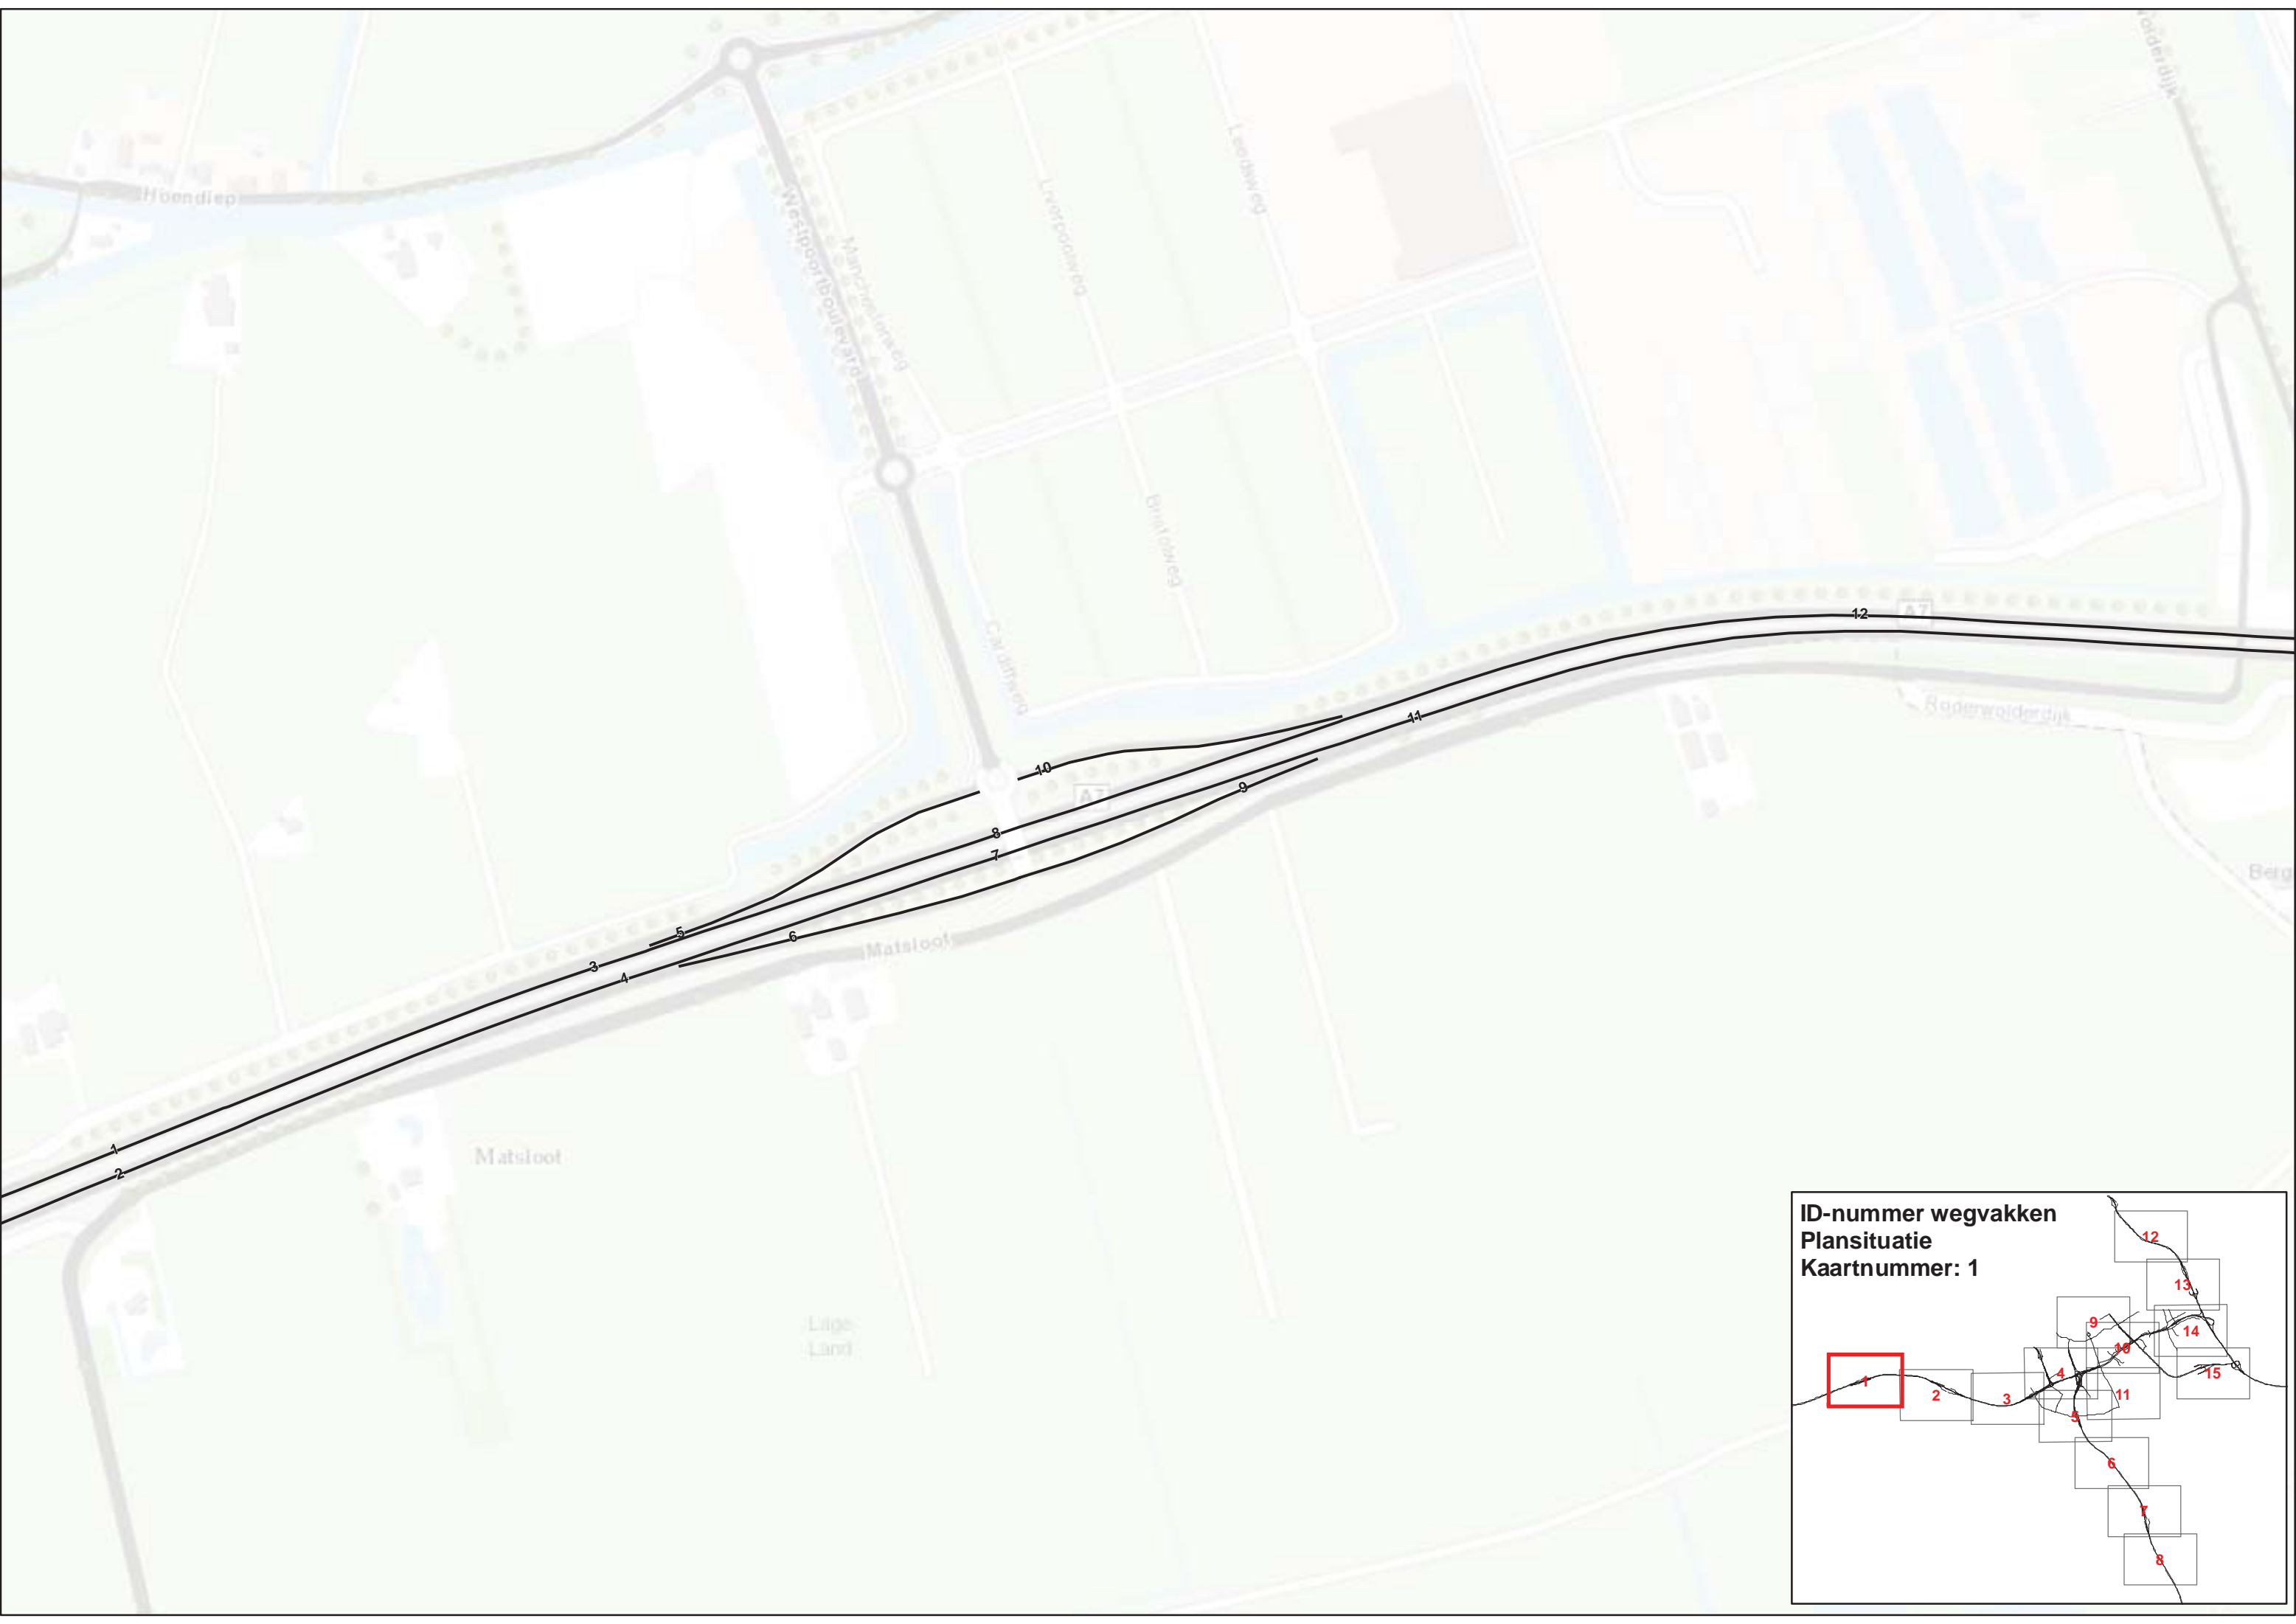 Hoendiep
Westpoortboulevard
Manchesterweg
Liverpoolweg
Leedsweg
olderdijk
Bristolweg
Cardiffweg
12
A7
11
Roderwolderdijk
10
A7
9
8
7
Berg
5
6
Matsloot
3
4
1
2
Matsloot
Lage
Land
ID-nummer wegvakken
Plansituatie
Kaartnummer: 1
12
13
9
14
10
4
15
1
2
3
11
5
6
7
8